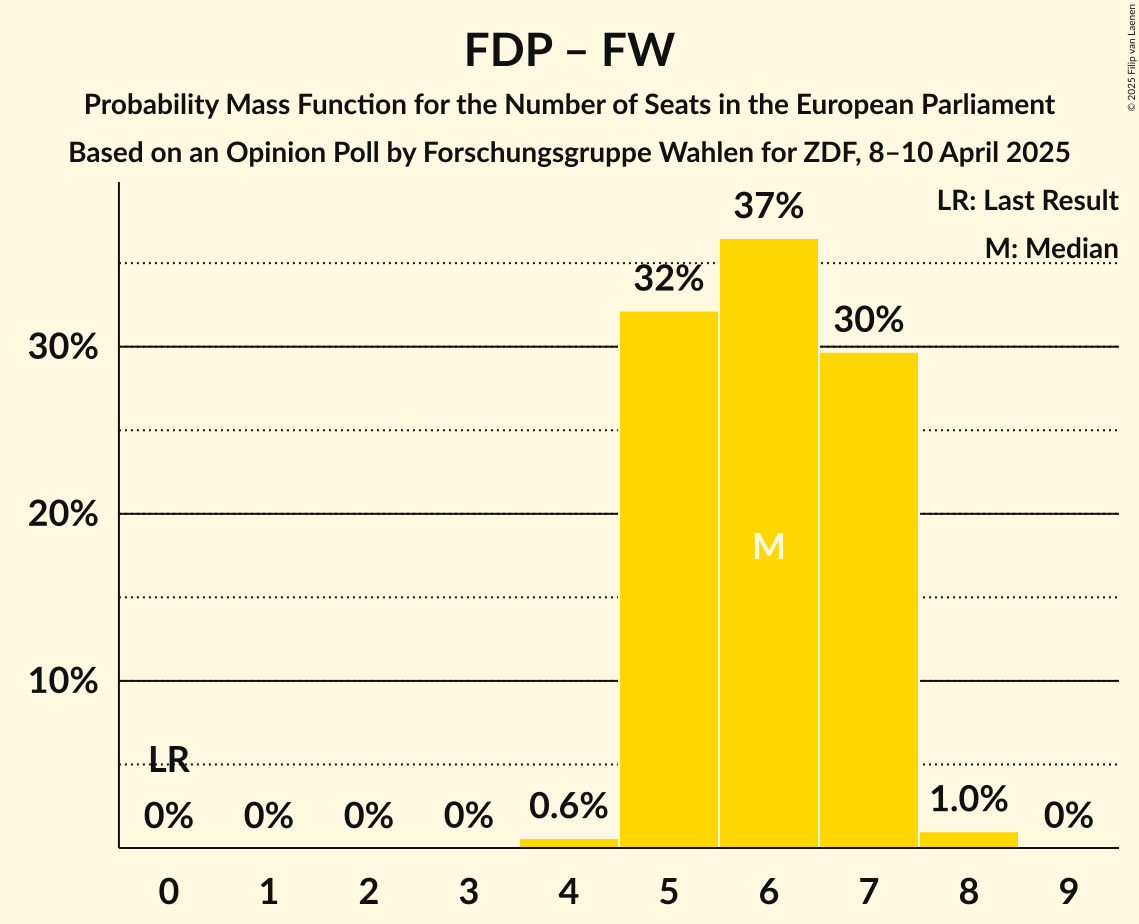 FDP – FW
Probability Mass Function for the Number of Seats in the European Parliament
Based on an Opinion Poll by Forschungsgruppe Wahlen for ZDF, 8–10 April 2025
© 2025 Filip van Laenen
LR: Last Result
M: Median
37%
32%
30%
30%
20%
M
10%
LR
0% 0% 0% 0% 0.6% 1.0% 0%
0 1 2 3 4 5 6 7 8 9